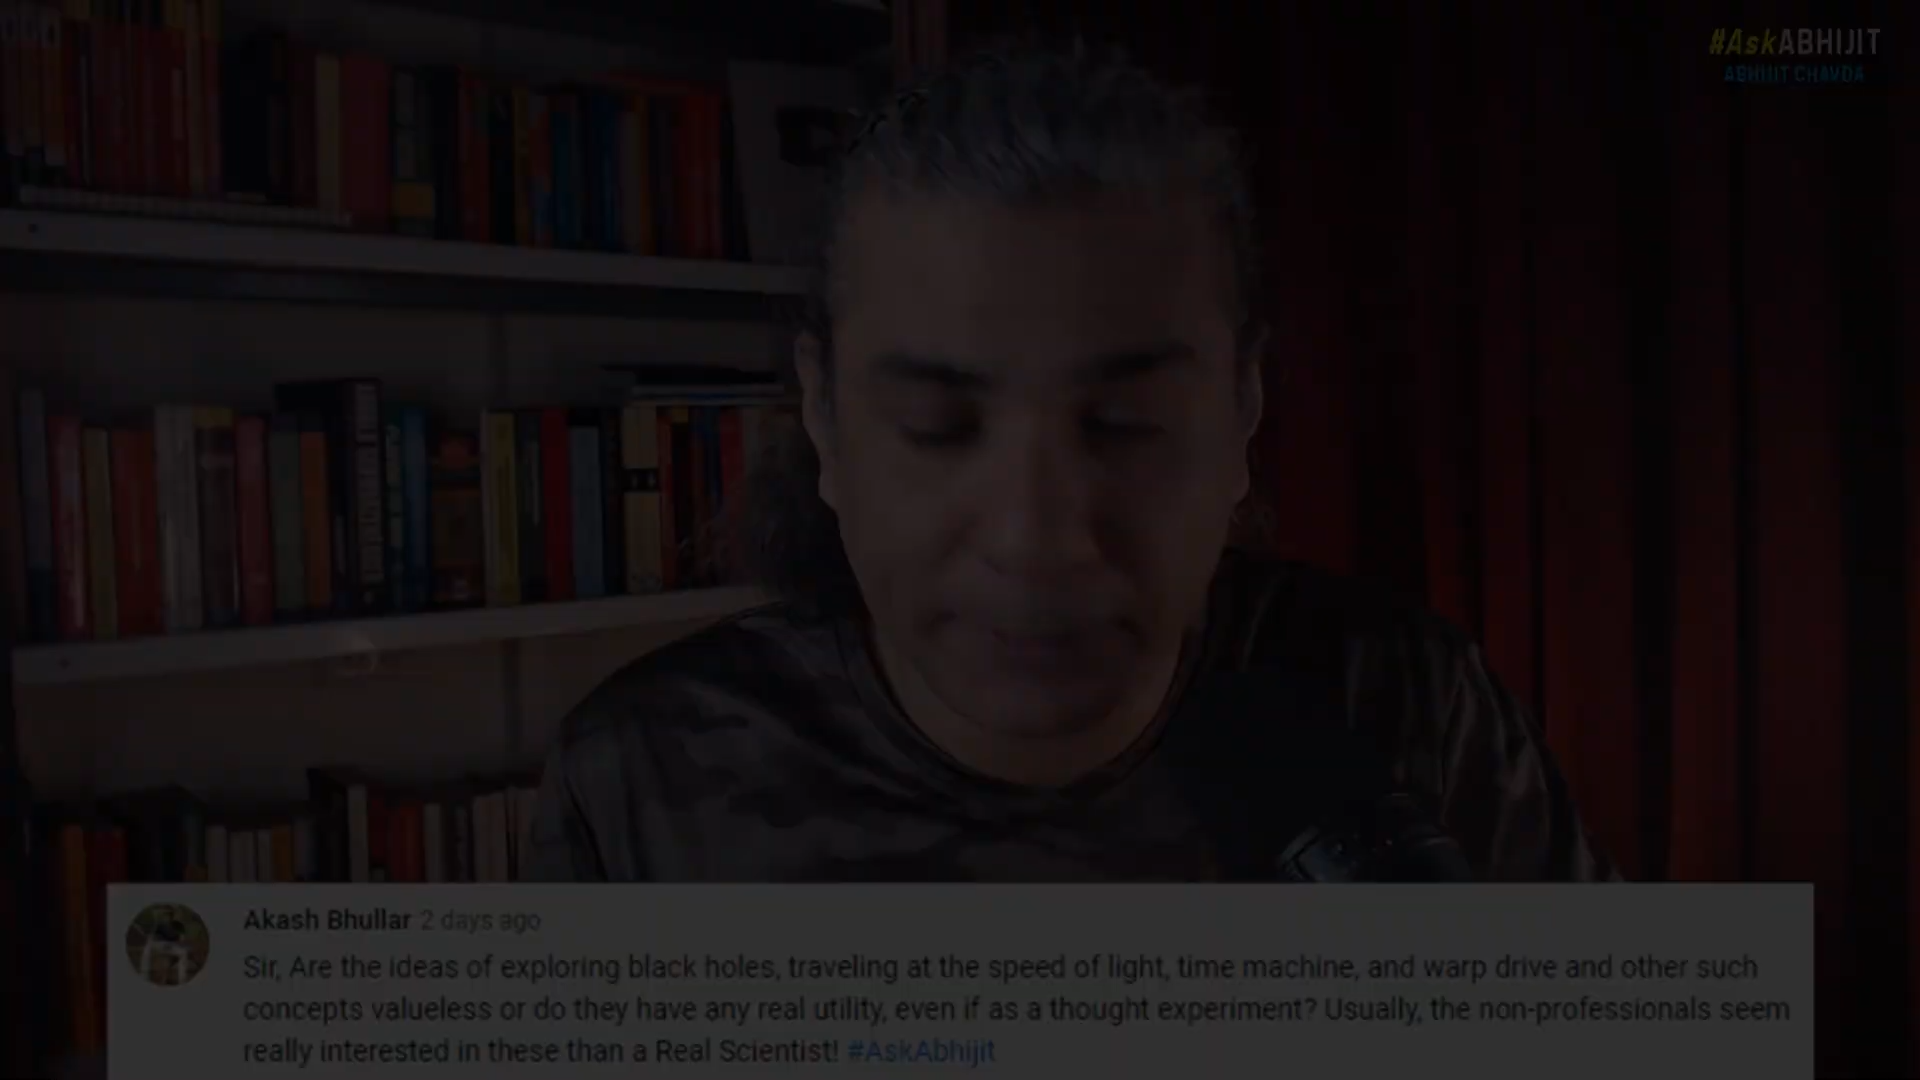 #AskABHIJIT
ABHIJIT CHAVDA
Akash Bhullar 2 days ago
Sir, Are the ideas of exploring black holes, traveling at the speed of light, time machine, and warp drive and other such
concepts valueless or do they have any real utility, even if as a thought experiment? Usually, the non-professionals seem
really interested in these than a Real Scientist! #AskAbhijit